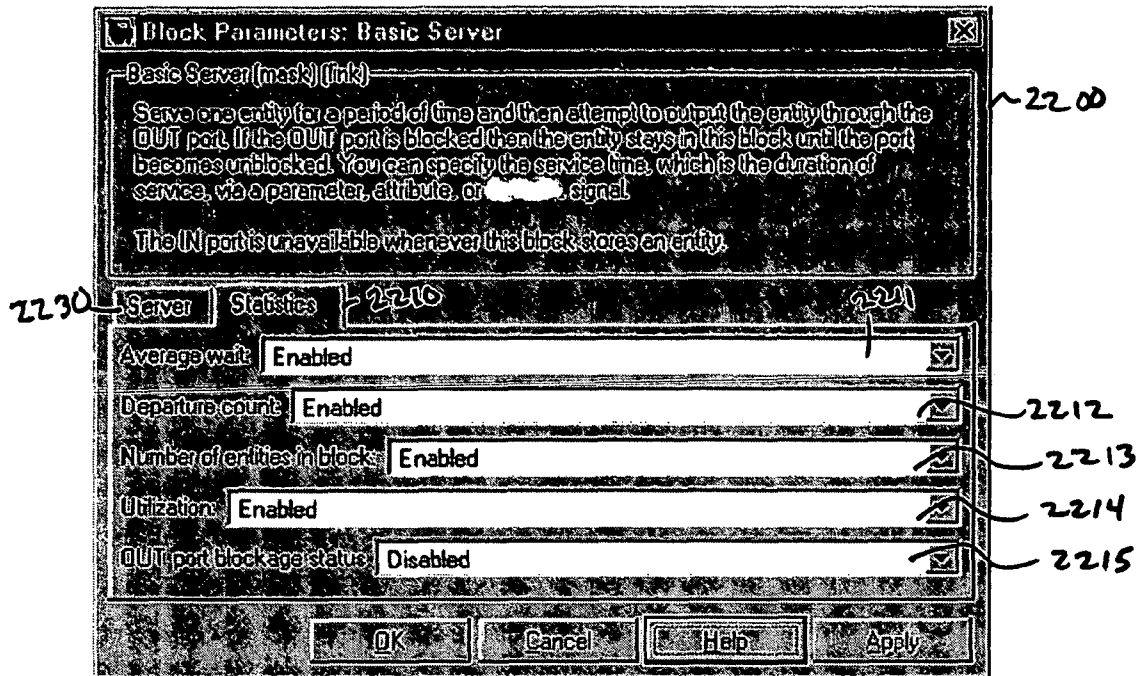 Block Parameters: Basic Server
Basic Server (mask) (link)
Serve one entity for a period of time and then attempt to output the entity through the
OUT port. If the OUT port is blocked then the entity stays in this block until the port
becomes unblocked. You can specify the service time, which is the duration of
service, via a parameter, attribute, or signal.
The IN port is unavailable whenever this block stores an entity.
2200
2230 Server Statistics 2210 2211
Average wait: Enabled
Departure count: Enabled 2212
Number of entities in block: Enabled 2213
Utilization: Enabled 2214
OUT port blockage status: Disabled 2215
OK Cancel Help Apply